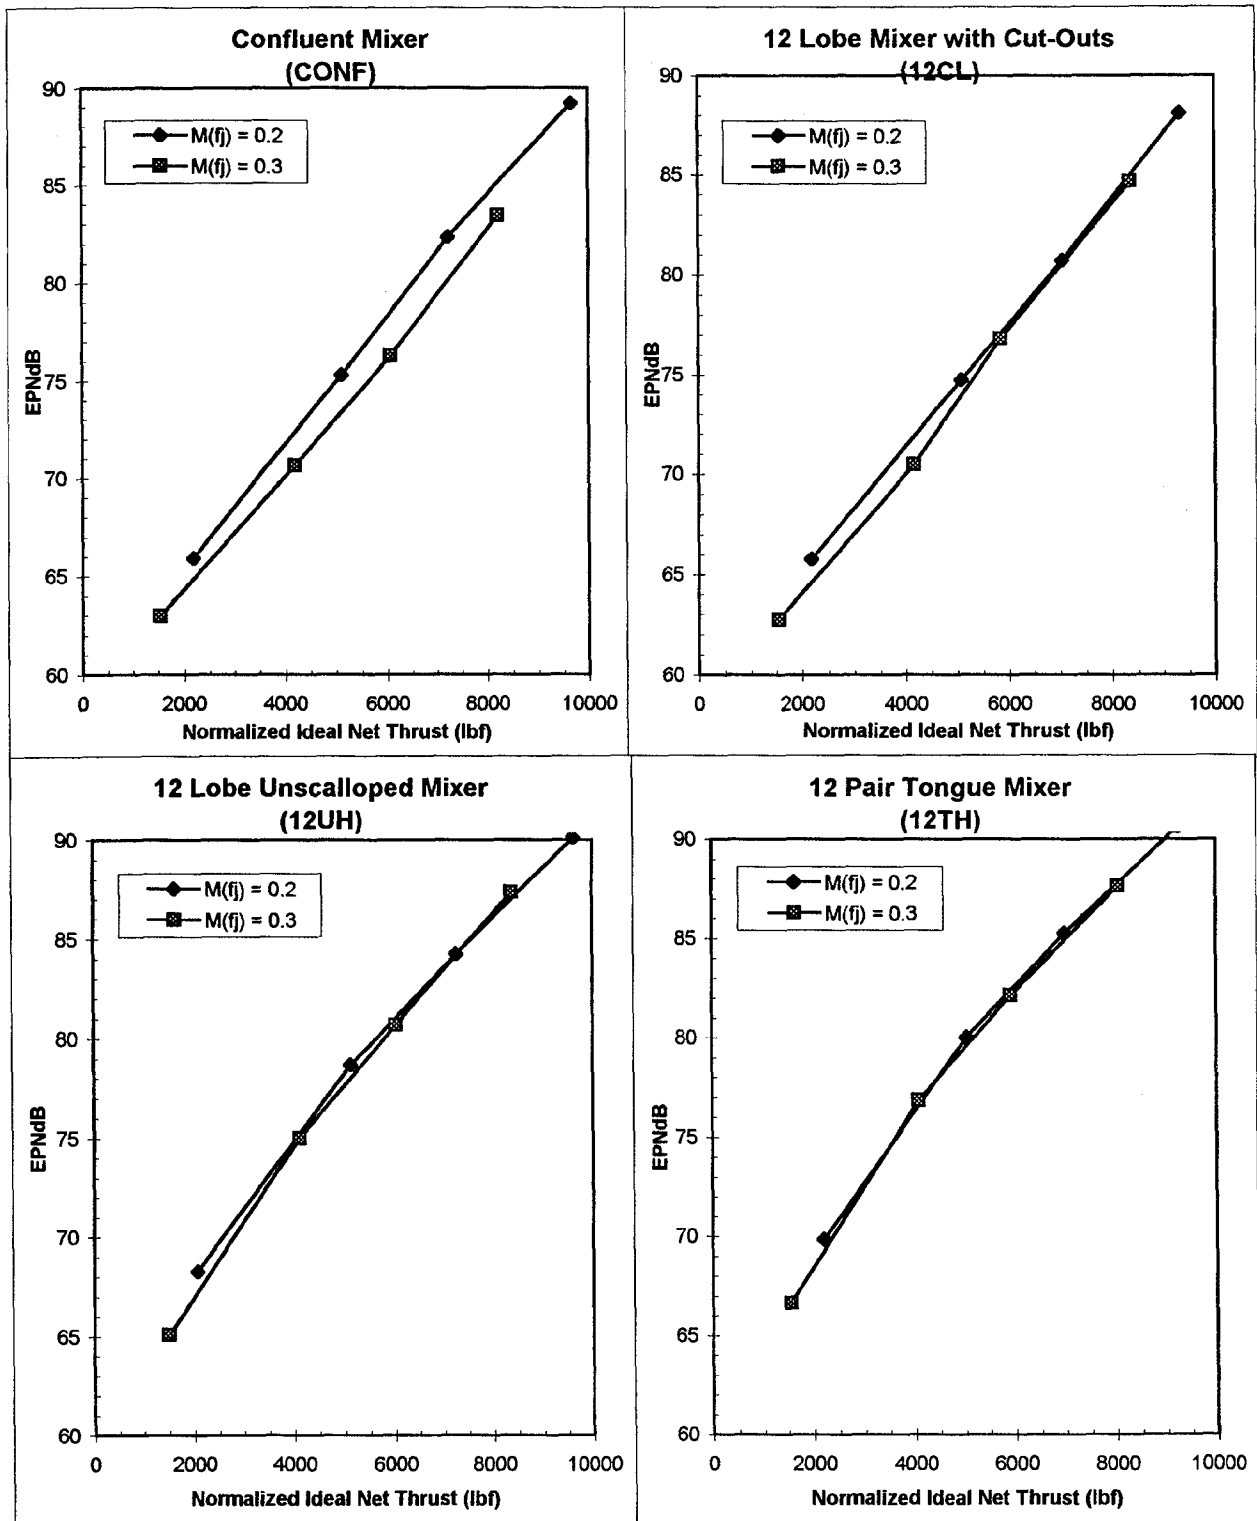 Confluent Mixer
(CONF)
90
85
80
75
70
65
60
EPNdB
M(fj) = 0.2
M(fj) = 0.3
0 2000 4000 6000 8000 10000
Normalized Ideal Net Thrust (lbf)
12 Lobe Mixer with Cut-Outs
(12CL)
90
85
80
75
70
65
60
EPNdB
M(fj) = 0.2
M(fj) = 0.3
0 2000 4000 6000 8000 10000
Normalized Ideal Net Thrust (lbf)
12 Lobe Unscalloped Mixer
(12UH)
90
85
80
75
70
65
60
EPNdB
M(fj) = 0.2
M(fj) = 0.3
0 2000 4000 6000 8000 10000
Normalized Ideal Net Thrust (lbf)
12 Pair Tongue Mixer
(12TH)
90
85
80
75
70
65
60
EPNdB
M(fj) = 0.2
M(fj) = 0.3
0 2000 4000 6000 8000 10000
Normalized Ideal Net Thrust (lbf)